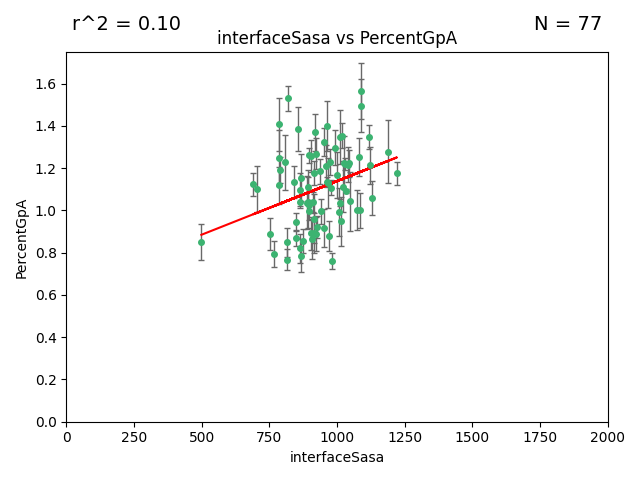 r^2 = 0.10
N = 77
interfaceSasa vs PercentGpA
PercentGpA
1.6
1.4
1.2
1.0
0.8
0.6
0.4
0.2
0.0
0 250 500 750 1000 1250 1500 1750 2000
interfaceSasa